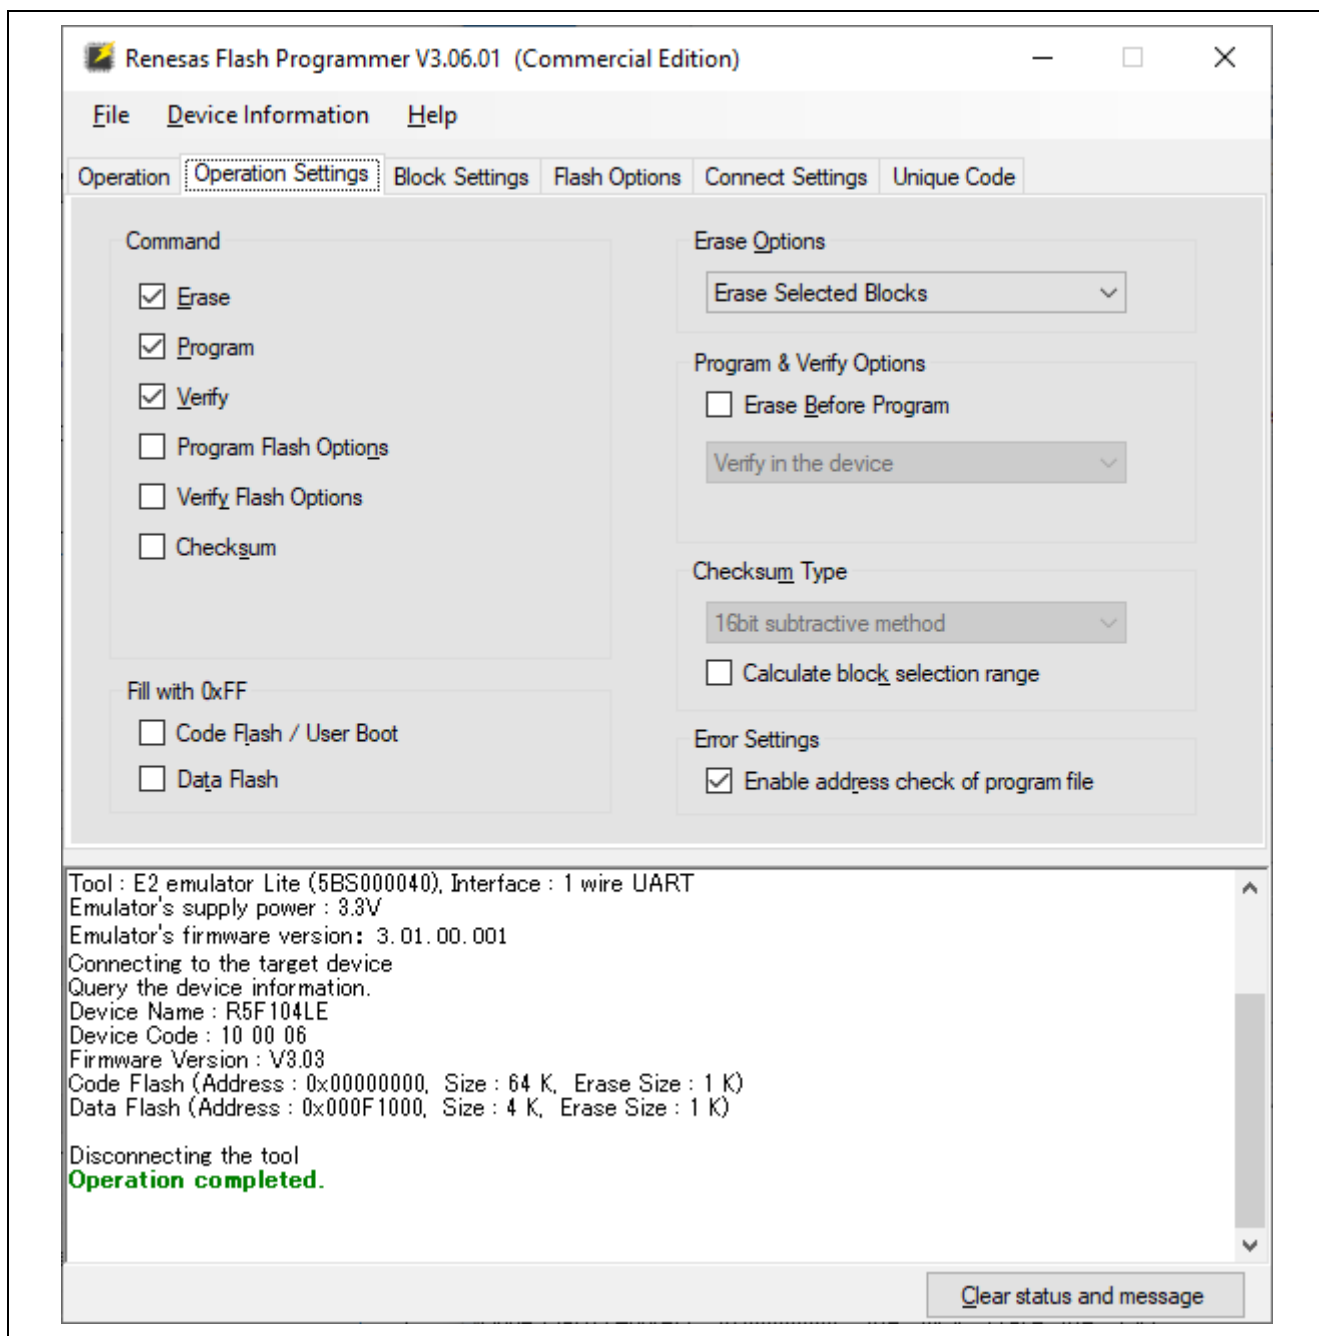 Renesas Flash Programmer V3.06.01 (Commercial Edition)
File Device Information Help
Operation Operation Settings Block Settings Flash Options Connect Settings Unique Code
Command
Erase
Program
Verify
Program Flash Options
Verify Flash Options
Checksum
Fill with 0xFF
Code Flash / User Boot
Data Flash
Erase Options
Erase Selected Blocks
Program & Verify Options
Erase Before Program
Verify in the device
Checksum Type
16bit subtractive method
Calculate block selection range
Error Settings
Enable address check of program file
Tool : E2 emulator Lite (5BS000040), Interface : 1 wire UART
Emulator's supply power : 3.3V
Emulator's firmware version: 3.01.00.001
Connecting to the target device
Query the device information.
Device Name : R5F104LE
Device Code : 10 00 06
Firmware Version : V3.03
Code Flash (Address : 0x00000000, Size : 64 K, Erase Size : 1 K)
Data Flash (Address : 0x000F1000, Size : 4 K, Erase Size : 1 K)
Disconnecting the tool
Operation completed.
Clear status and message